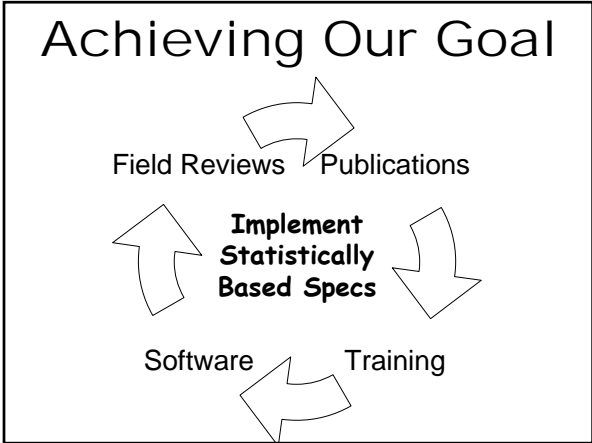 Achieving Our Goal
Field Reviews Publications
Implement
Statistically
Based Specs
Software Training